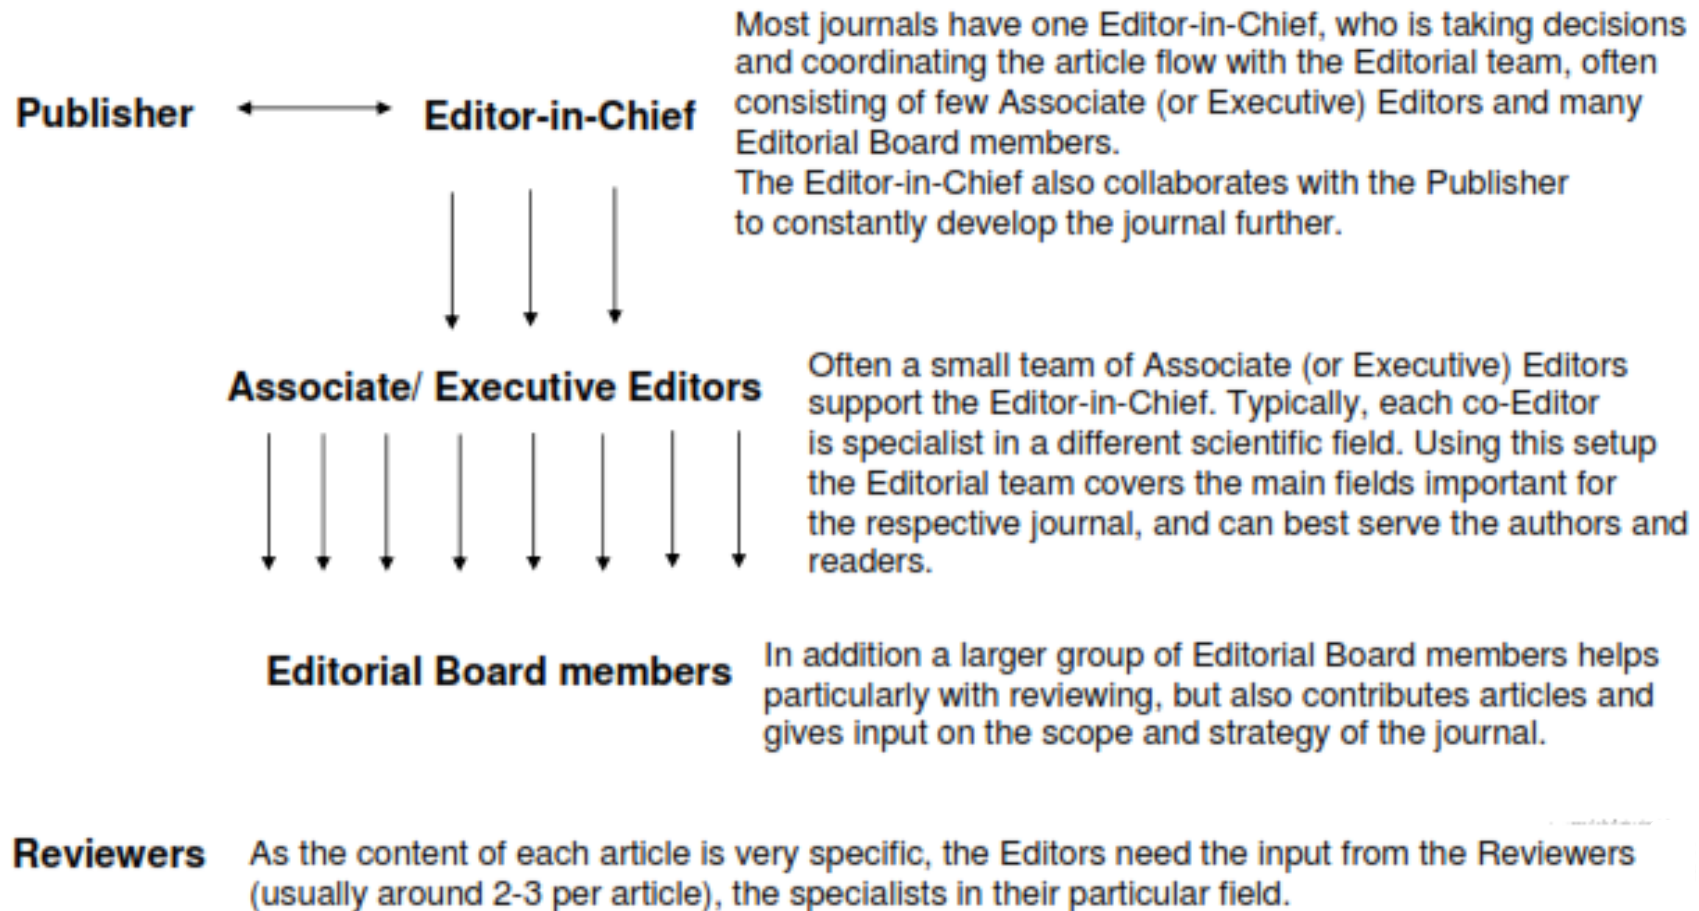 Publisher
Editor-in-Chief
Most journals have one Editor-in-Chief, who is taking decisions
and coordinating the article flow with the Editorial team, often
consisting of few Associate (or Executive) Editors and many
Editorial Board members.
The Editor-in-Chief also collaborates with the Publisher
to constantly develop the journal further.
Associate/ Executive Editors
Often a small team of Associate (or Executive) Editors
support the Editor-in-Chief. Typically, each co-Editor
is specialist in a different scientific field. Using this setup
the Editorial team covers the main fields important for
the respective journal, and can best serve the authors and
readers.
Editorial Board members
In addition a larger group of Editorial Board members helps
particularly with reviewing, but also contributes articles and
gives input on the scope and strategy of the journal.
Reviewers
As the content of each article is very specific, the Editors need the input from the Reviewers
(usually around 2-3 per article), the specialists in their particular field.